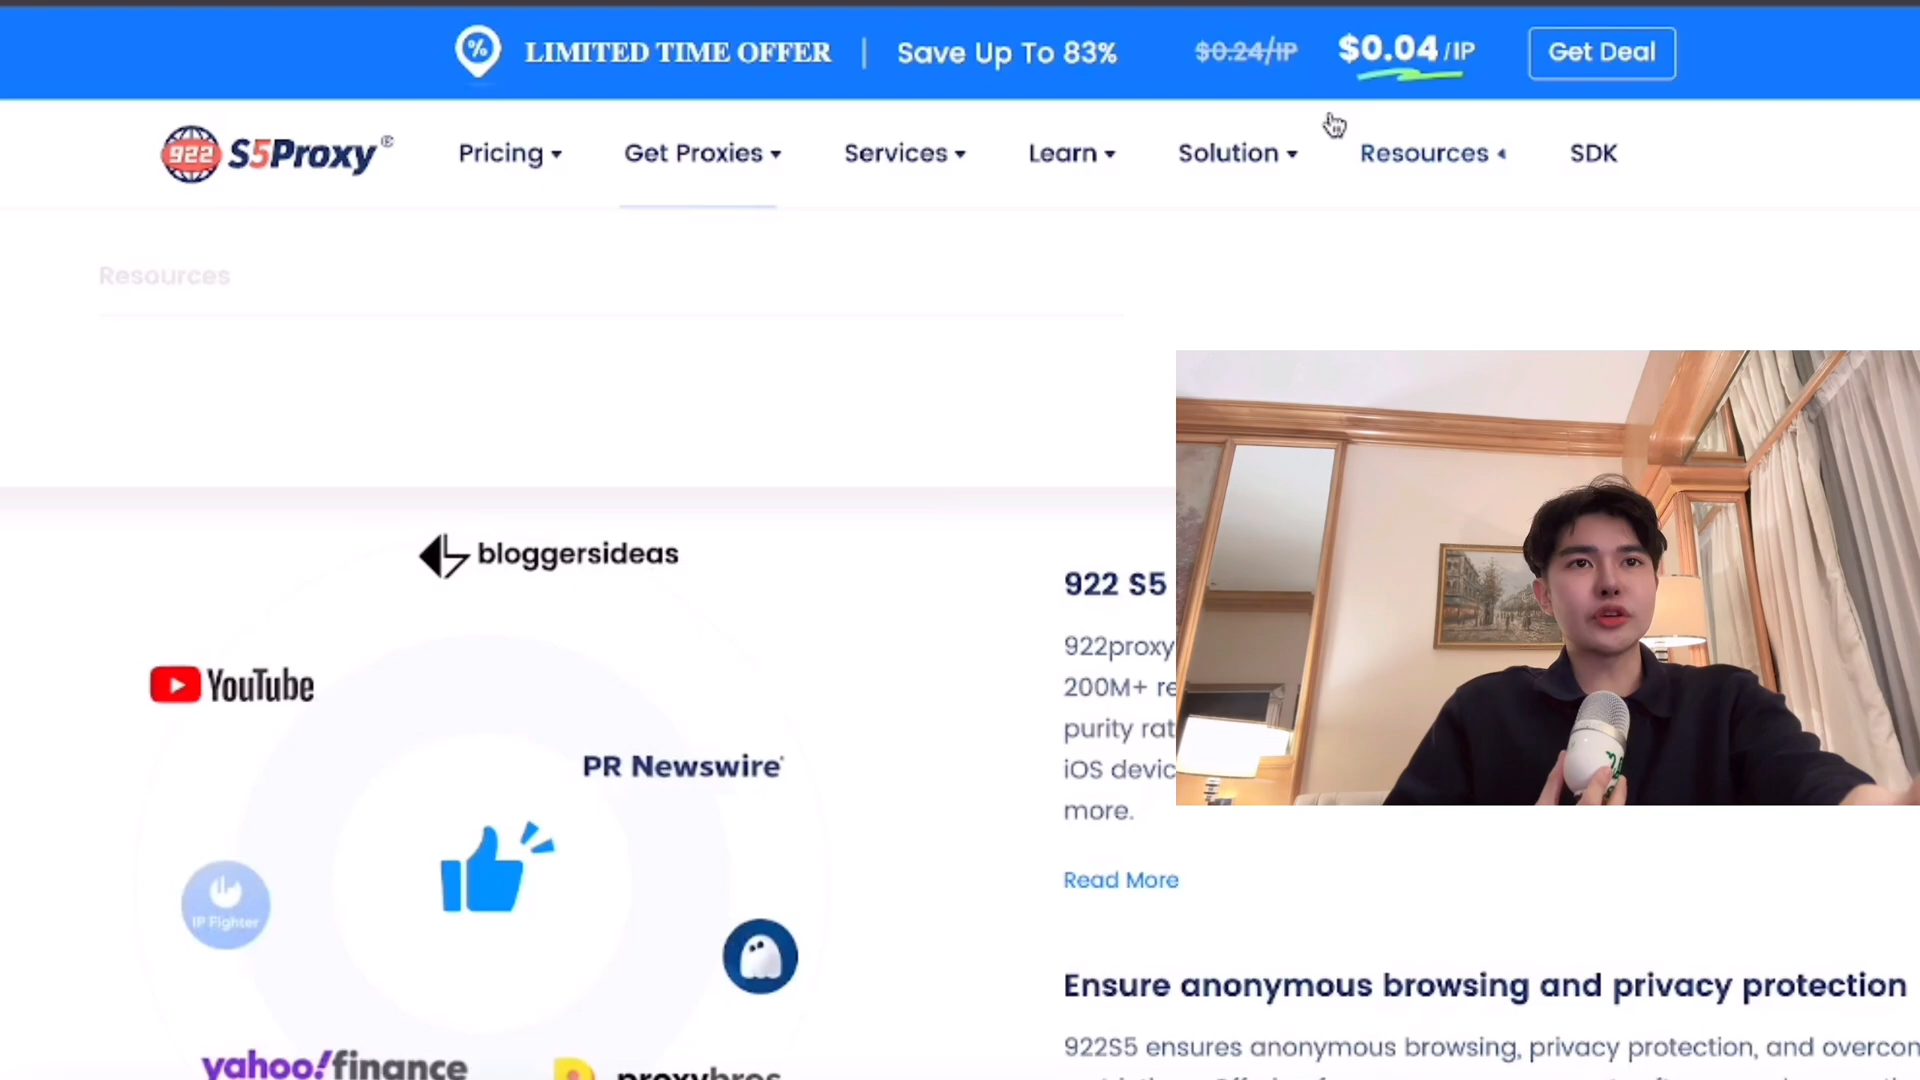 LIMITED TIME OFFER | Save Up To 83% $0.24/IP $0.04/IP Get Deal
922 S5Proxy® Pricing Get Proxies Services Learn Solution Resources SDK
Resources
bloggersideas
922 S5
YouTube
922proxy
200M+ re
PR Newswire
purity rat
iOS devic
more.
IP Fighter
Read More
Ensure anonymous browsing and privacy protection
922S5 ensures anonymous browsing, privacy protection, and overcon
yahoo!finance
proxybros